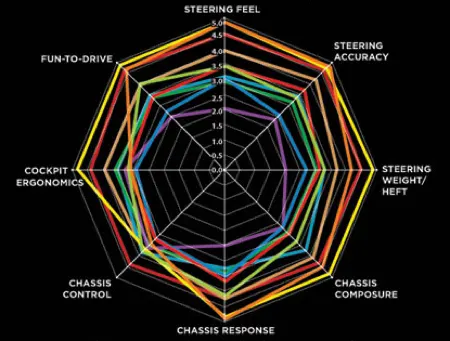 STEERING FEEL
5.0
4.5
4.0
3.5
3.0
2.5
2.0
1.5
1.0
0.5
0.0
FUN-TO-DRIVE
STEERING
ACCURACY
COCKPIT
ERGONOMICS
STEERING
WEIGHT/
HEFT
CHASSIS
CONTROL
CHASSIS
COMPOSURE
CHASSIS RESPONSE